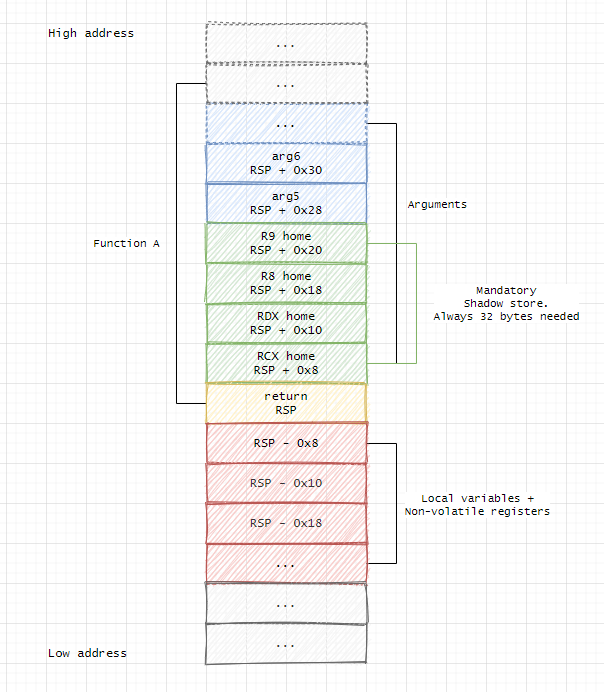 High address
...
...
...
arg6
RSP + 0x30
arg5
RSP + 0x28
Arguments
R9 home
RSP + 0x20
Function A
R8 home
RSP + 0x18
Mandatory
Shadow store.
Always 32 bytes needed
RDX home
RSP + 0x10
RCX home
RSP + 0x8
return
RSP
RSP - 0x8
RSP - 0x10
Local variables +
Non-volatile registers
RSP - 0x18
...
...
...
Low address